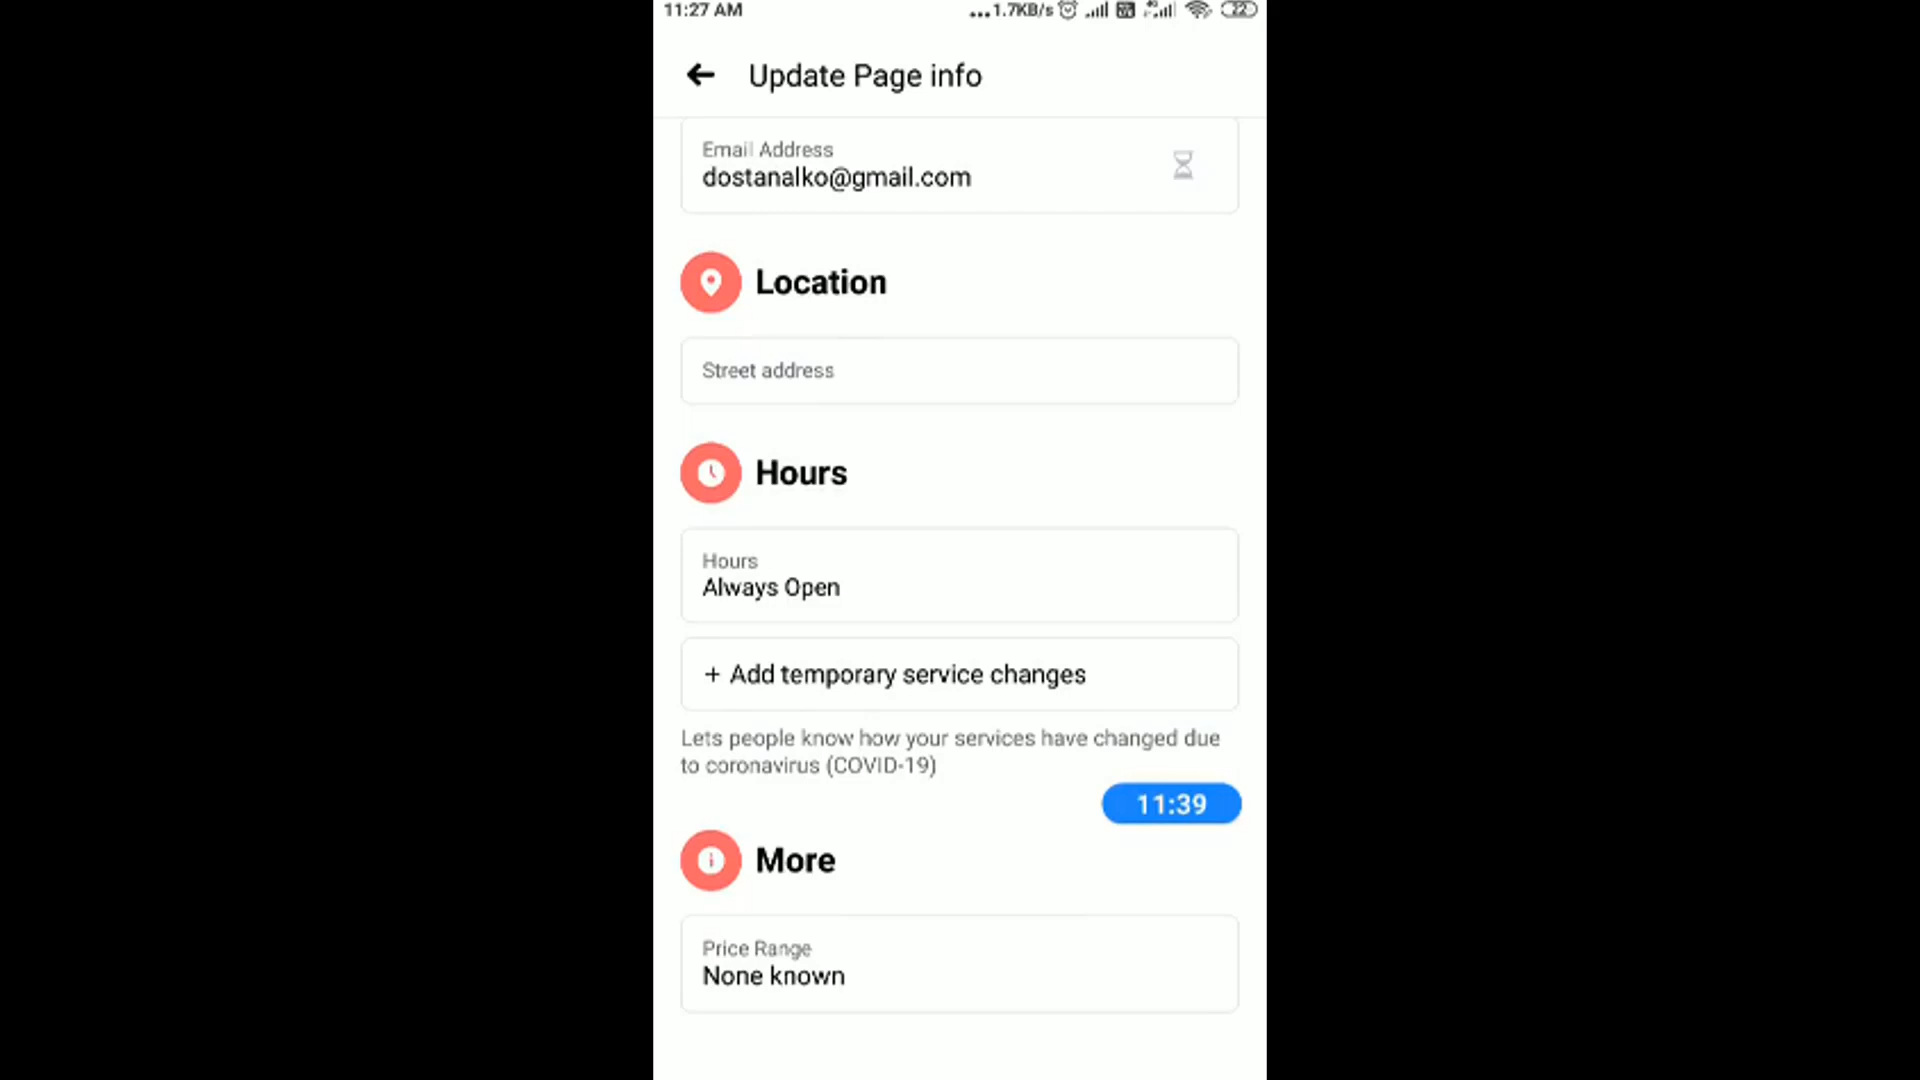 11:27 AM
...1.7KB/s 22
Update Page info
Email Address
dostanalko@gmail.com
Location
Street address
Hours
Hours
Always Open
+ Add temporary service changes
Lets people know how your services have changed due
to coronavirus (COVID-19)
11:39
More
Price Range
None known